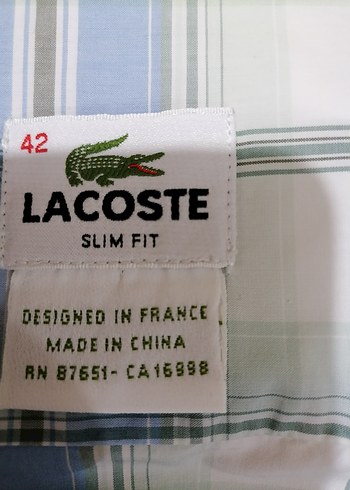 42
LACOSTE
SLIM FIT
DESIGNED IN FRANCE
MADE IN CHINA
RN 87651- CA16998